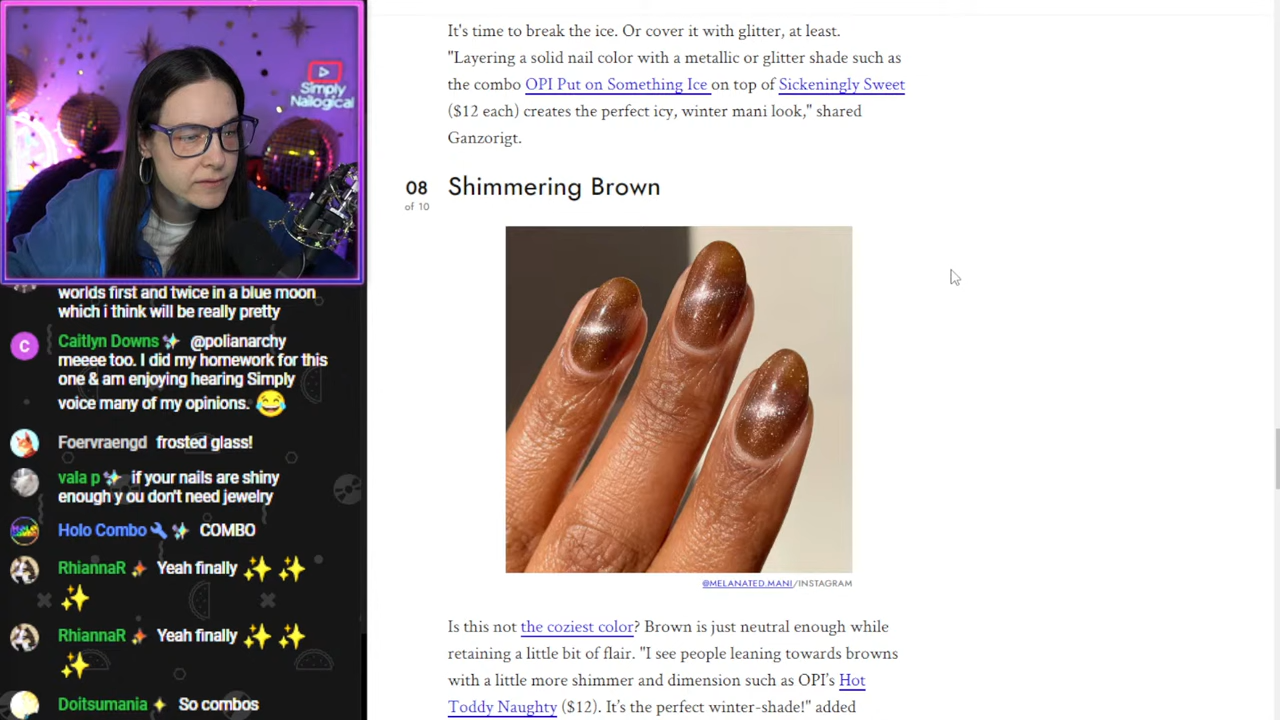 Simply
Nailogical
worlds first and twice in a blue moon
which i think will be really pretty
Caitlyn Downs @polianarchy
meeee too. I did my homework for this
one & am enjoying hearing Simply
voice many of my opinions.
Foervraengd frosted glass!
vala p if your nails are shiny
enough y ou don't need jewelry
Holo Combo COMBO
RhiannaR Yeah finally
RhiannaR Yeah finally
Doitsumania So combos
It's time to break the ice. Or cover it with glitter, at least.
"Layering a solid nail color with a metallic or glitter shade such as
the combo OPI Put on Something Ice on top of Sickeningly Sweet
($12 each) creates the perfect icy, winter mani look," shared
Ganzorigt.
08
of 10
Shimmering Brown
@MELANATED.MANI/INSTAGRAM
Is this not the coziest color? Brown is just neutral enough while
retaining a little bit of flair. "I see people leaning towards browns
with a little more shimmer and dimension such as OPI's Hot
Toddy Naughty ($12). It's the perfect winter-shade!" added